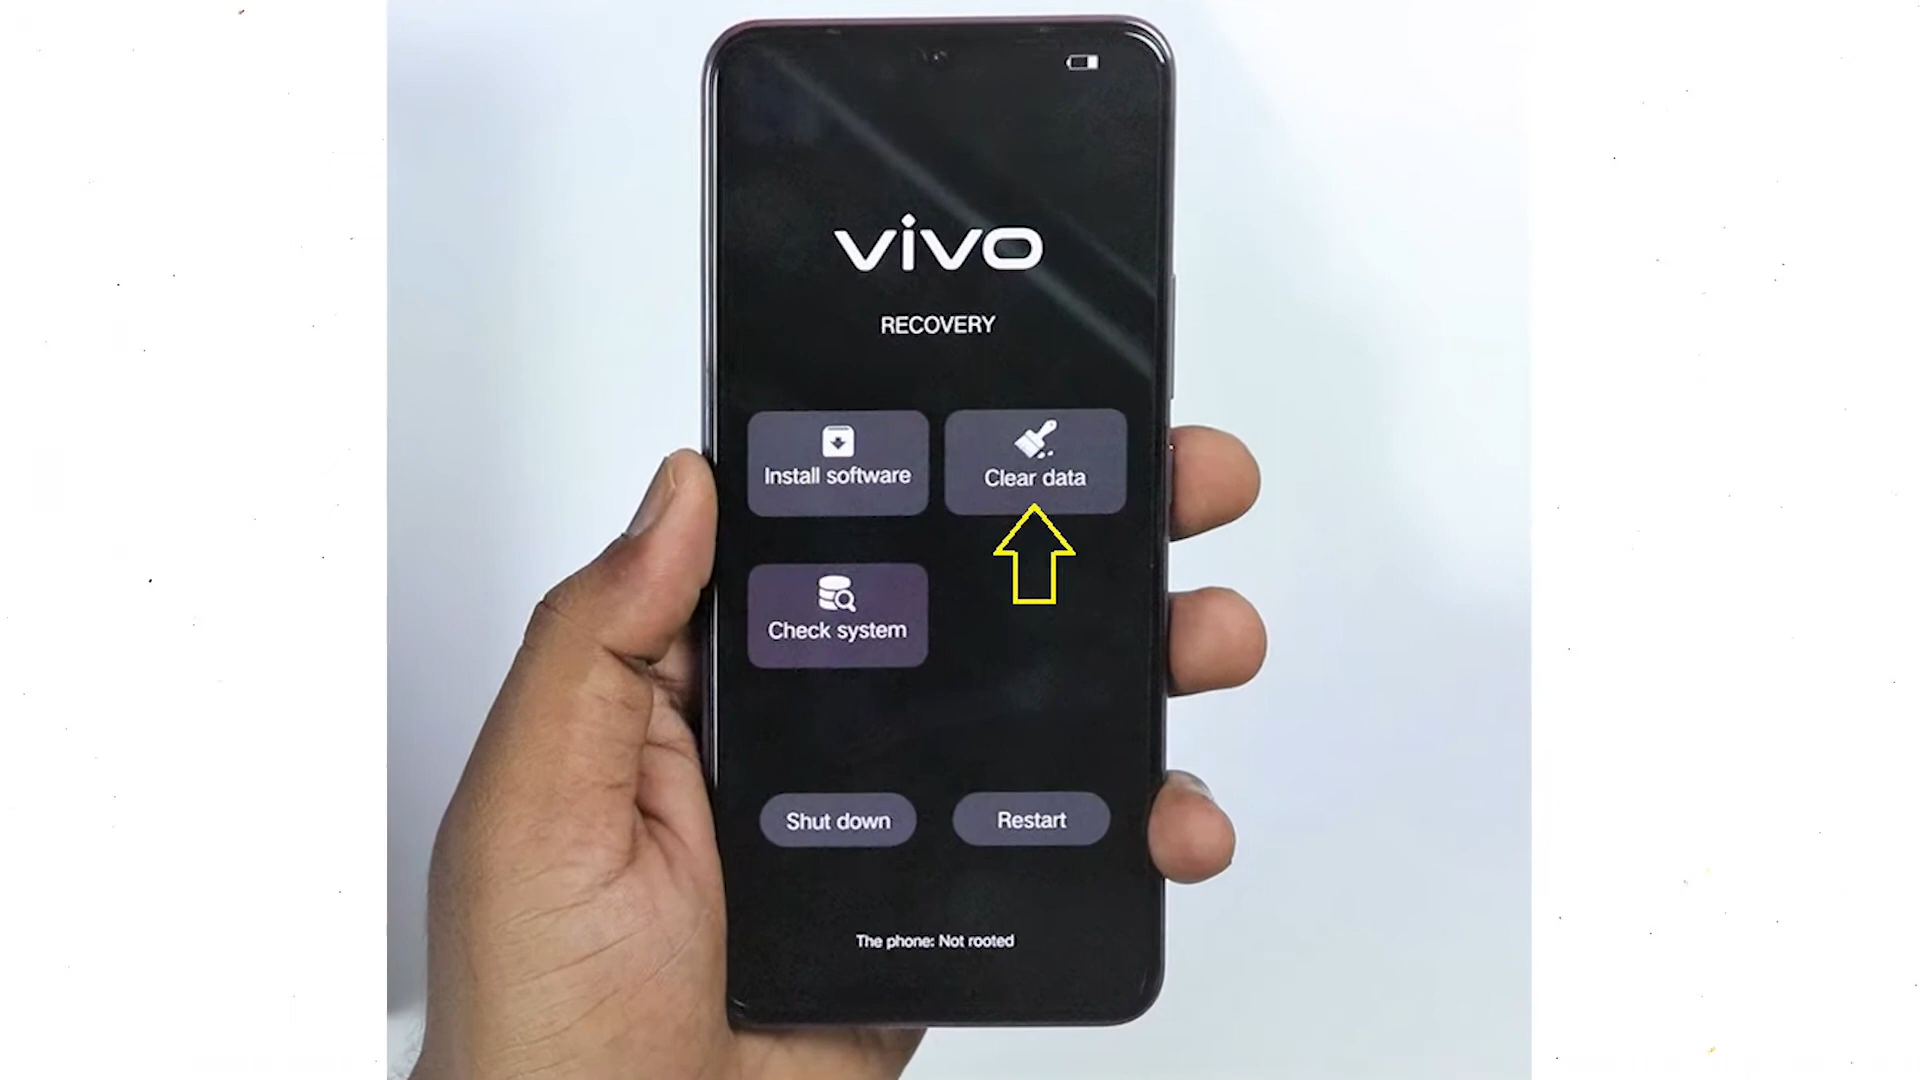 vivo
RECOVERY
Install software
Clear data
Check system
Shut down
Restart
The phone: Not rooted